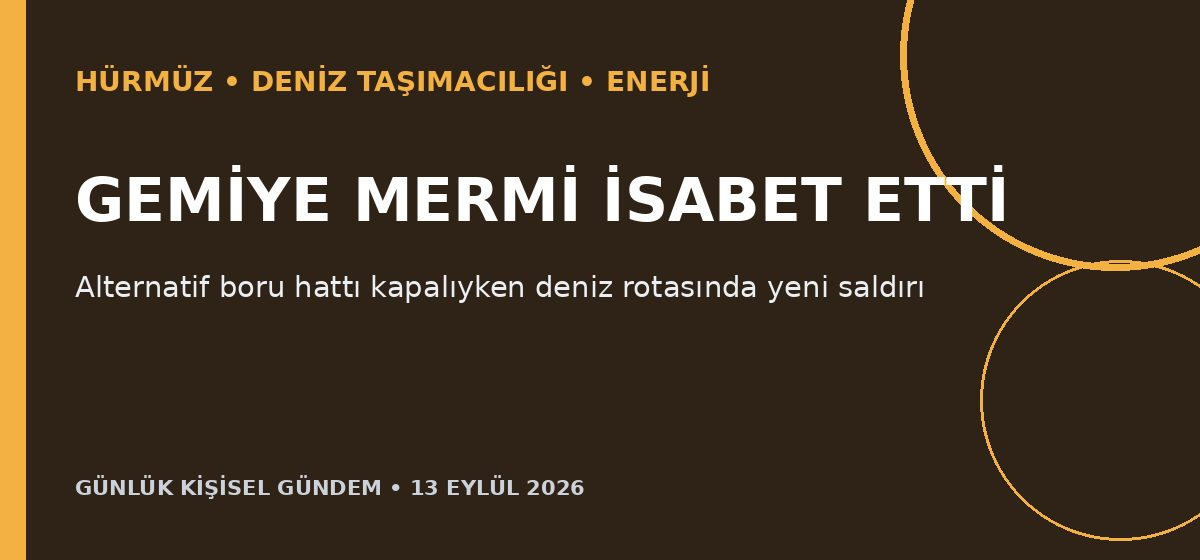 HÜRMÜZ • DENİZ TAŞIMACILIĞI • ENERJİ
GEMİYE MERMİ İSABET ETTİ
Alternatif boru hattı kapalıyken deniz rotasında yeni saldırı
GÜNLÜK KİŞİSEL GÜNDEM • 13 EYLÜL 2026